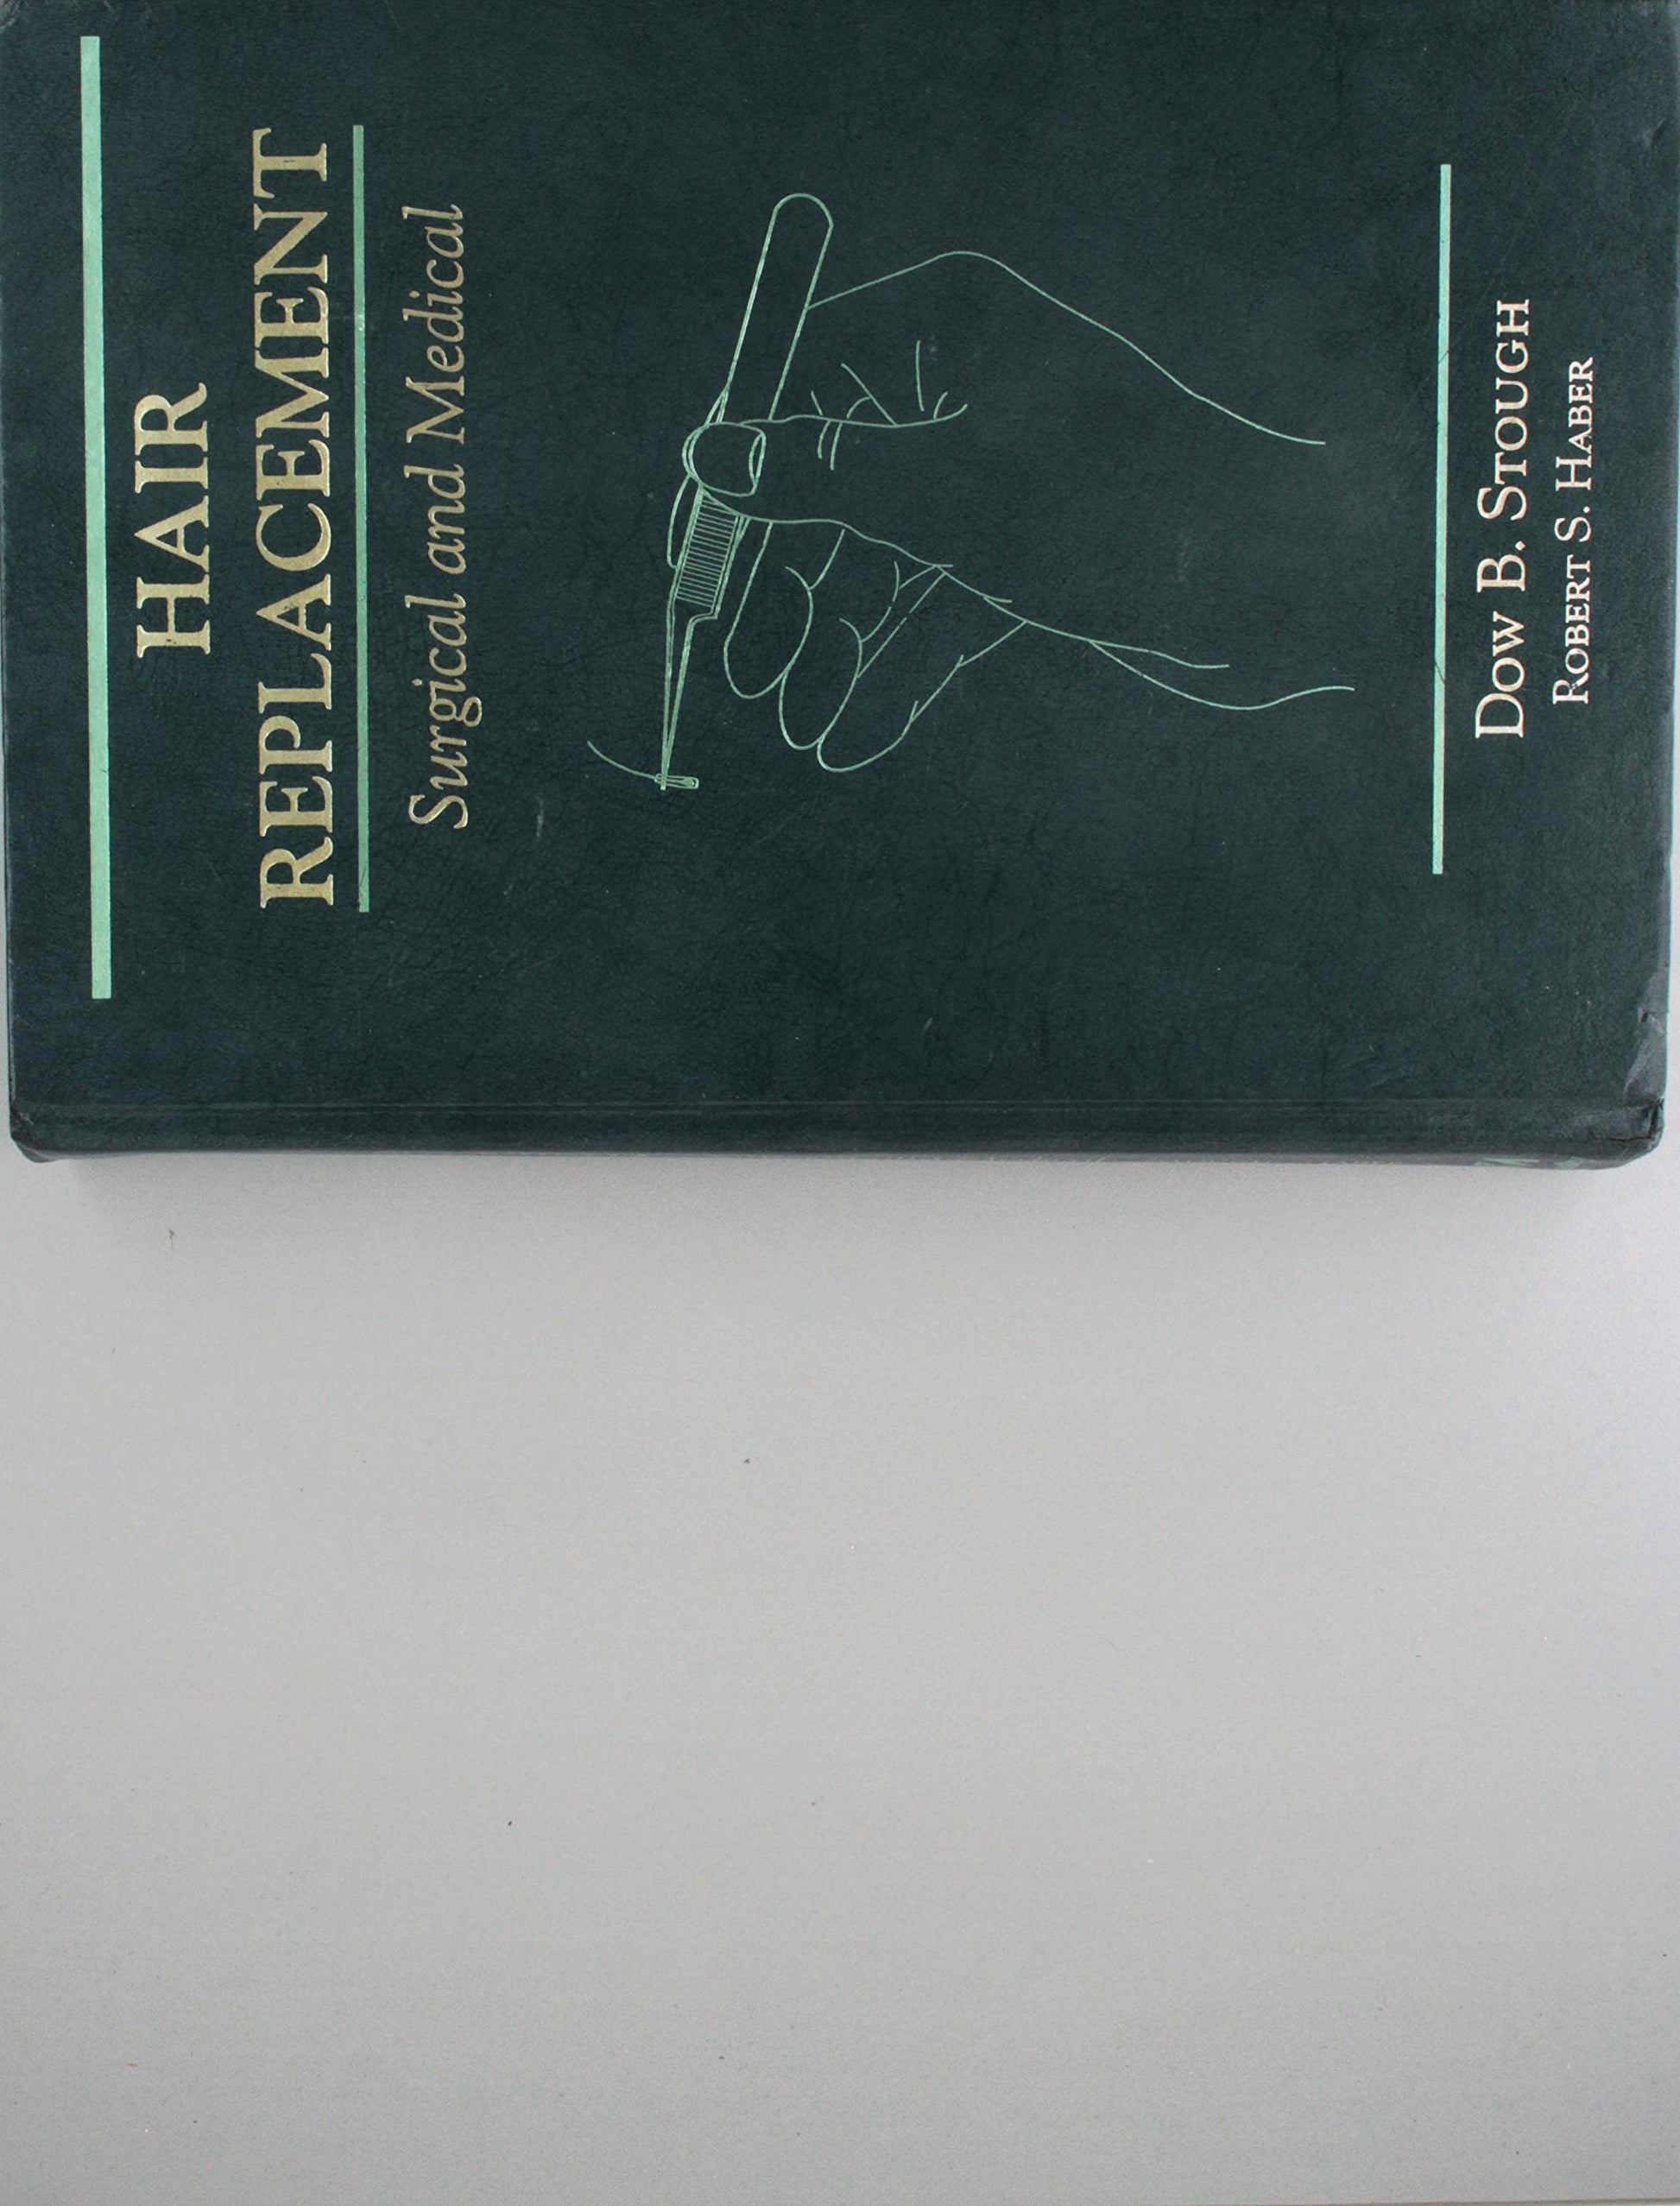 HAIR
REPLACEMENT
Surgical and Medical
DOW B. STOUGH
ROBERT S. HABER